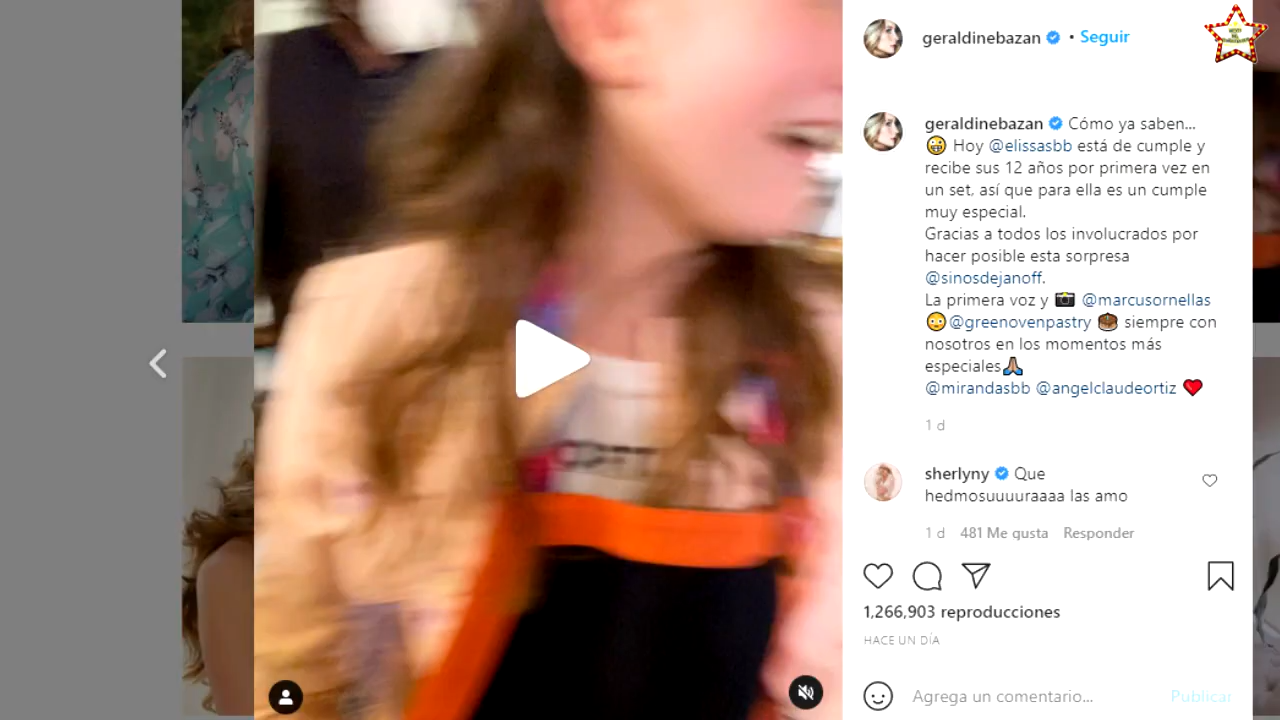 geraldinebazan • Seguir
geraldinebazan Cómo ya saben...
Hoy @elissasbb está de cumple y
recibe sus 12 años por primera vez en
un set, así que para ella es un cumple
muy especial.
Gracias a todos los involucrados por
hacer posible esta sorpresa
@sinosdejanoff.
La primera voz y 📷 @marcusornellas
😳@greenovenpastry 🎂 siempre con
nosotros en los momentos más
especiales🙏🏽
@mirandasbb @angelclaudeortiz ❤️
1 d
sherlyny Que
hedmosuuuuraaaa las amo
1 d 481 Me gusta Responder
1,266,903 reproducciones
HACE UN DÍA
Agrega un comentario... Publicar